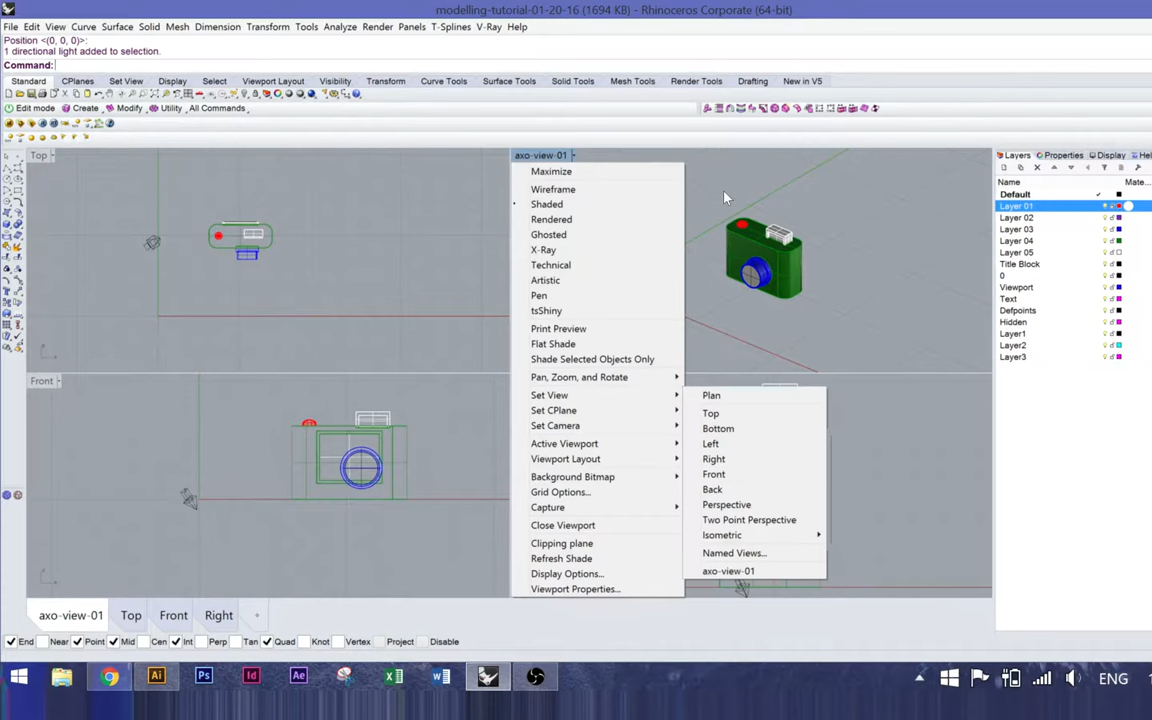 modelling-tutorial-01-20-16 (1694 KB) - Rhinoceros Corporate (64-bit)
File Edit View Curve Surface Solid Mesh Dimension Transform Tools Analyze Render Panels T-Splines V-Ray Help
Position <(0, 0, 0)>:
1 directional light added to selection.
Command:
Standard CPlanes Set View Display Select Viewport Layout Visibility Transform Curve Tools Surface Tools Solid Tools Mesh Tools Render Tools Drafting New in V5
Edit mode Create Modify Utility All Commands
Top
axo-view-01
Maximize
Wireframe
Shaded
Rendered
Ghosted
X-Ray
Technical
Artistic
Pen
tsShiny
Print Preview
Flat Shade
Shade Selected Objects Only
Pan, Zoom, and Rotate
Set View
Set CPlane
Set Camera
Active Viewport
Viewport Layout
Background Bitmap
Grid Options...
Capture
Close Viewport
Clipping plane
Refresh Shade
Display Options...
Viewport Properties...
Plan
Top
Bottom
Left
Right
Front
Back
Perspective
Two Point Perspective
Isometric
Named Views...
axo-view-01
Front
Layers Properties Display Hel
Name Mate...
Default
Layer 01
Layer 02
Layer 03
Layer 04
Layer 05
Title Block
0
Viewport
Text
Defpoints
Hidden
Layer1
Layer2
Layer3
axo-view-01 Top Front Right
End Near Point Mid Cen Int Perp Tan Quad Knot Vertex Project Disable
Ai Ps Id Ae ENG